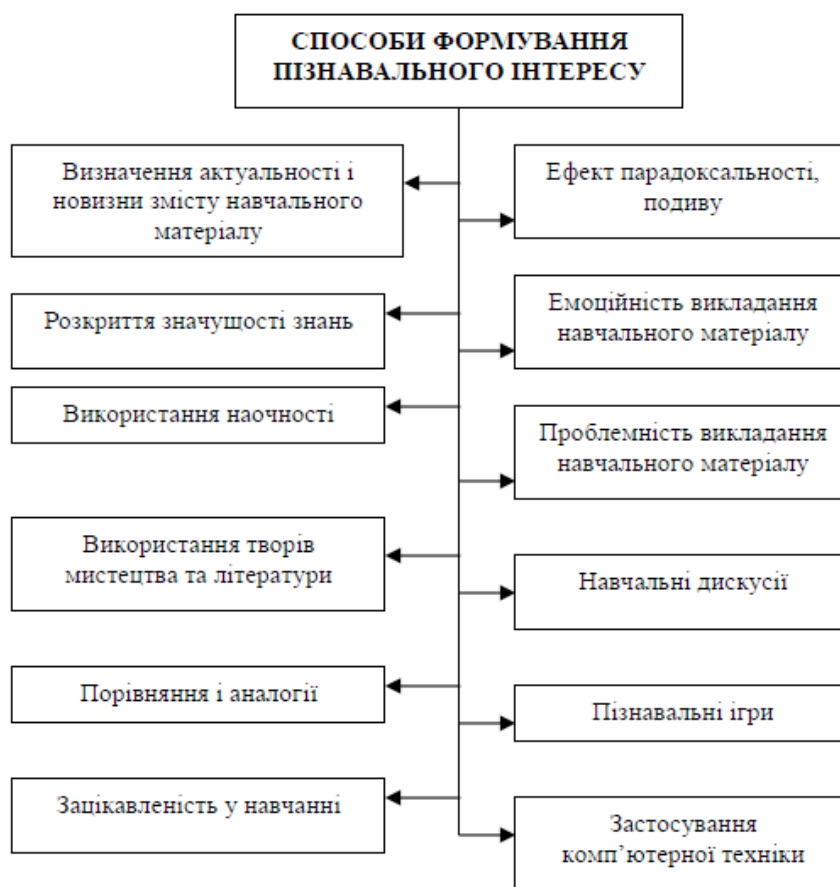 СПОСОБИ ФОРМУВАННЯ
ПІЗНАВАЛЬНОГО ІНТЕРЕСУ
Визначення актуальності і
новизни змісту навчального
матеріалу
Ефект парадоксальності,
подиву
Розкриття значущості знань
Емоційність викладання
навчального матеріалу
Використання наочності
Проблемність викладання
навчального матеріалу
Використання творів
мистецтва та літератури
Навчальні дискусії
Порівняння і аналогії
Пізнавальні ігри
Зацікавленість у навчанні
Застосування
комп’ютерної техніки